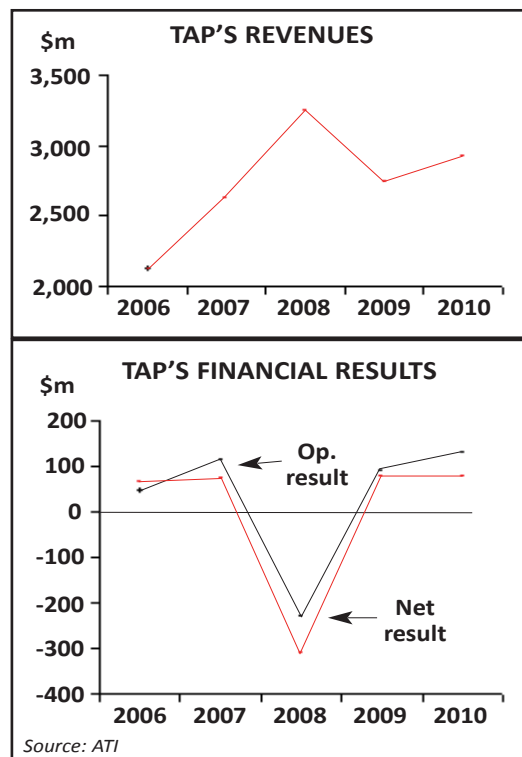 TAP'S REVENUES
$m
3,500
3,000
2,500
2,000
2006 2007 2008 2009 2010
TAP'S FINANCIAL RESULTS
$m
200
100
0
-100
-200
-300
-400
Op.
result
Net
result
2006 2007 2008 2009 2010
Source: ATI